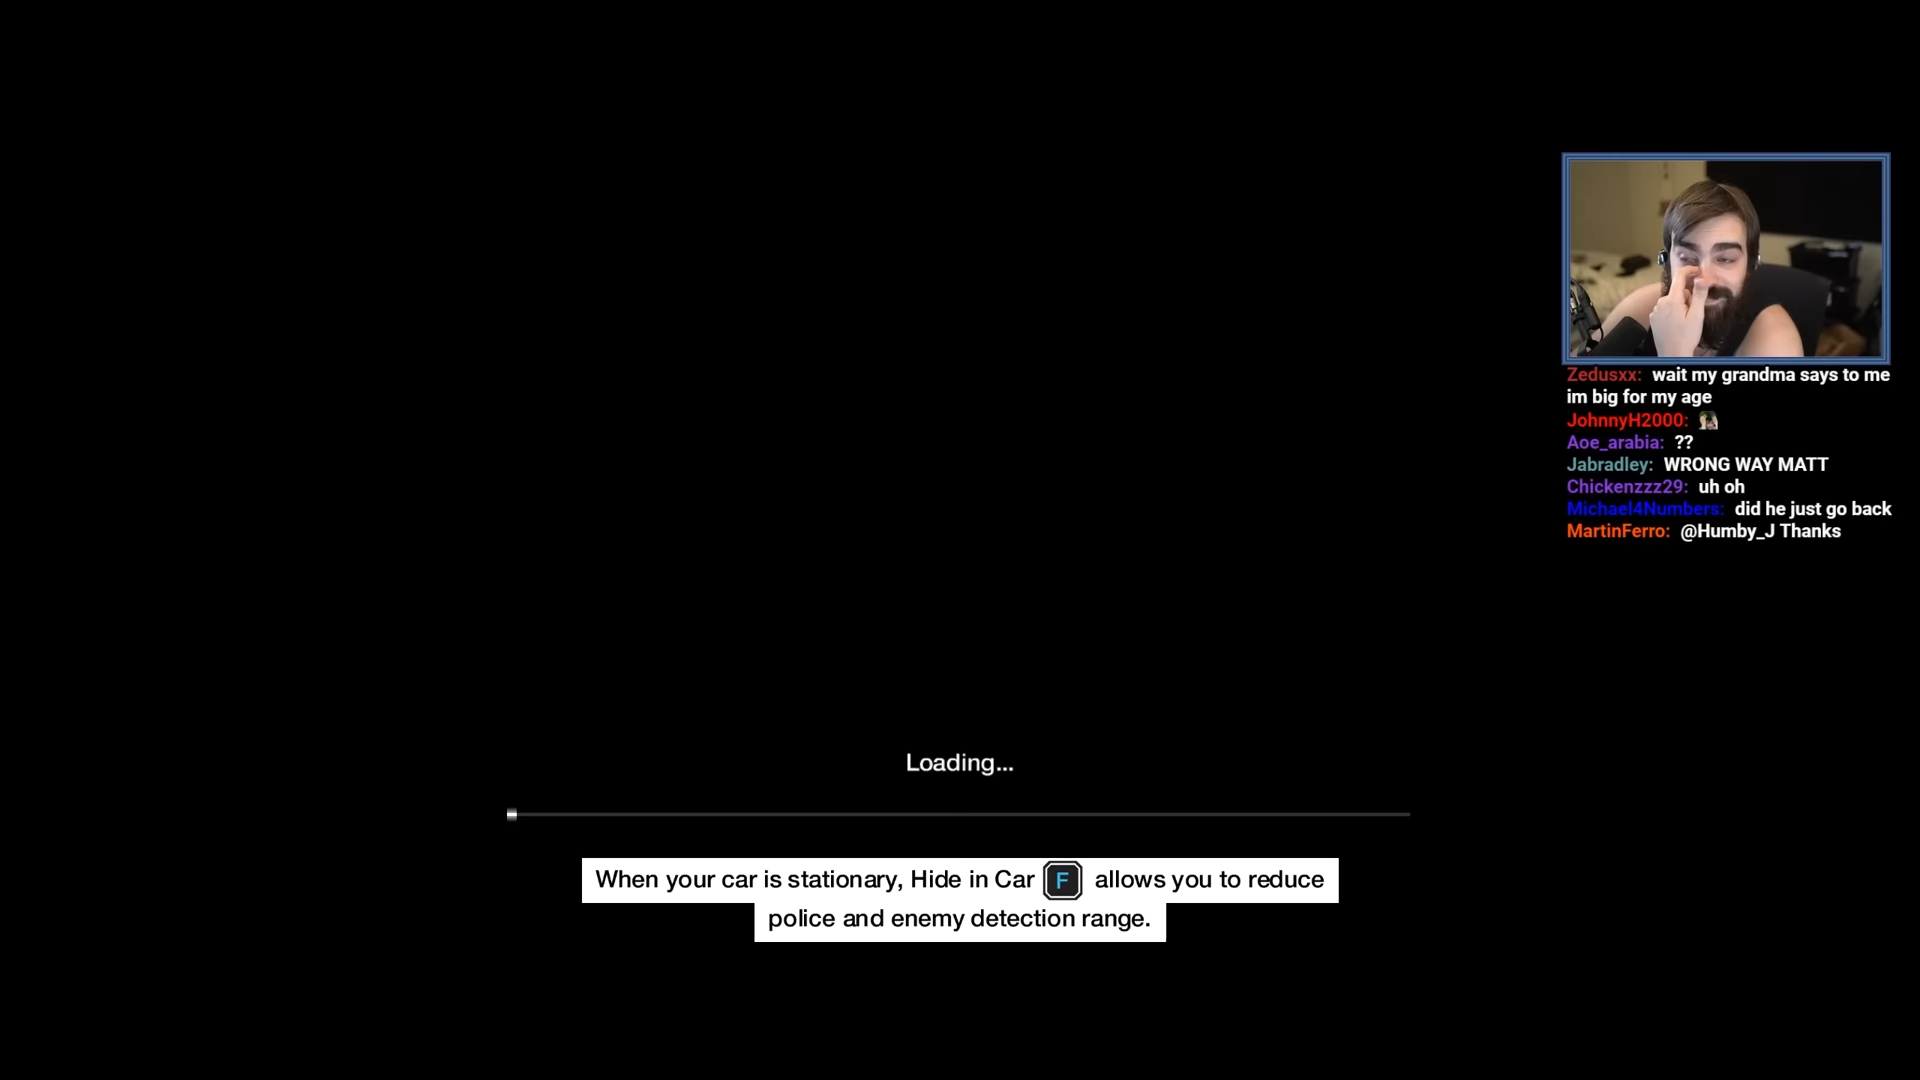 Zedusxx: wait my grandma says to me
im big for my age
JohnnyH2000:
Aoe_arabia: ??
Jabradley: WRONG WAY MATT
Chickenzzz29: uh oh
Michael4Numbers: did he just go back
MartinFerro: @Humby_J Thanks
Loading...
When your car is stationary, Hide in Car F allows you to reduce
police and enemy detection range.